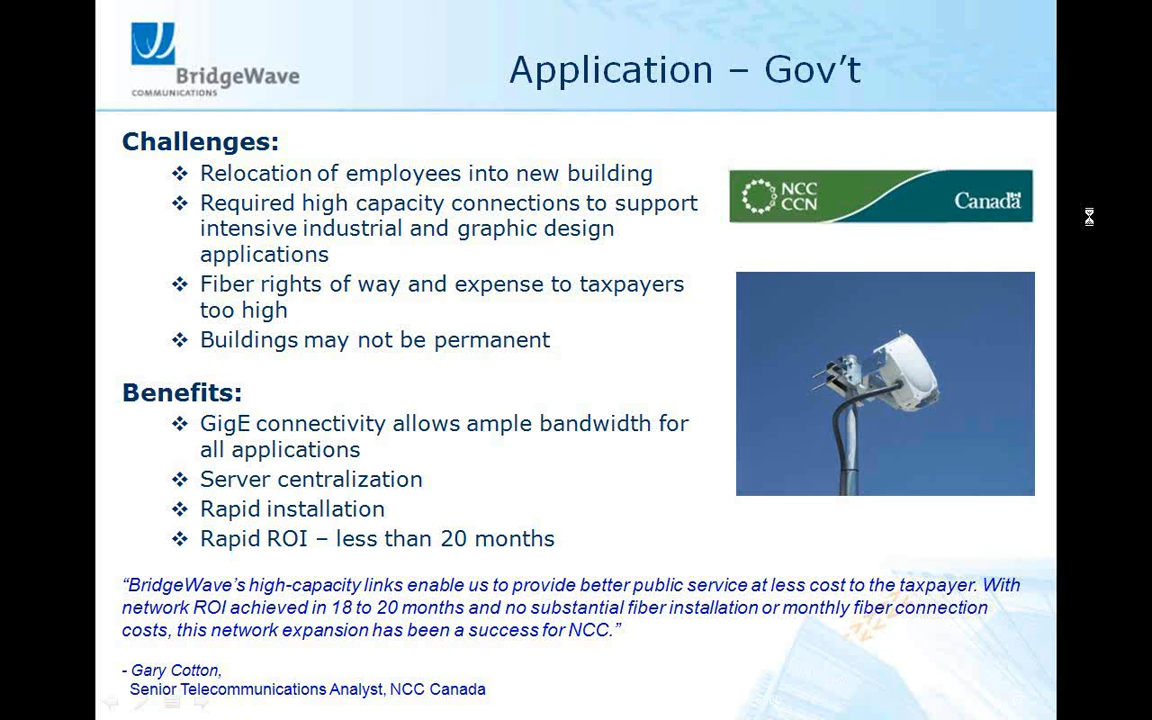 BridgeWave
COMMUNICATIONS
Application – Gov’t
Challenges:
❖ Relocation of employees into new building
❖ Required high capacity connections to support
intensive industrial and graphic design
applications
❖ Fiber rights of way and expense to taxpayers
too high
❖ Buildings may not be permanent
NCC
CCN
Canada
Benefits:
❖ GigE connectivity allows ample bandwidth for
all applications
❖ Server centralization
❖ Rapid installation
❖ Rapid ROI – less than 20 months
“BridgeWave’s high-capacity links enable us to provide better public service at less cost to the taxpayer. With
network ROI achieved in 18 to 20 months and no substantial fiber installation or monthly fiber connection
costs, this network expansion has been a success for NCC.”
- Gary Cotton,
Senior Telecommunications Analyst, NCC Canada